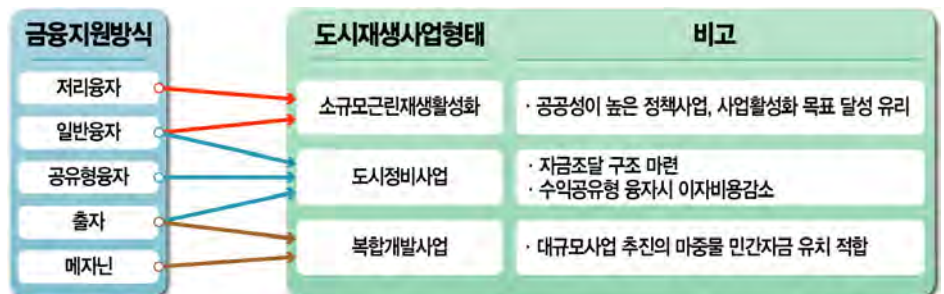 금융지원방식
저리융자
일반융자
공유형융자
출자
메자닌
도시재생사업형태
비고
소규모근린재생활성화
· 공공성이 높은 정책사업, 사업활성화 목표 달성 유리
도시정비사업
· 자금조달 구조 마련
· 수익공유형 융자시 이자비용감소
복합개발사업
· 대규모사업 추진의 마중물 민간자금 유치 적합